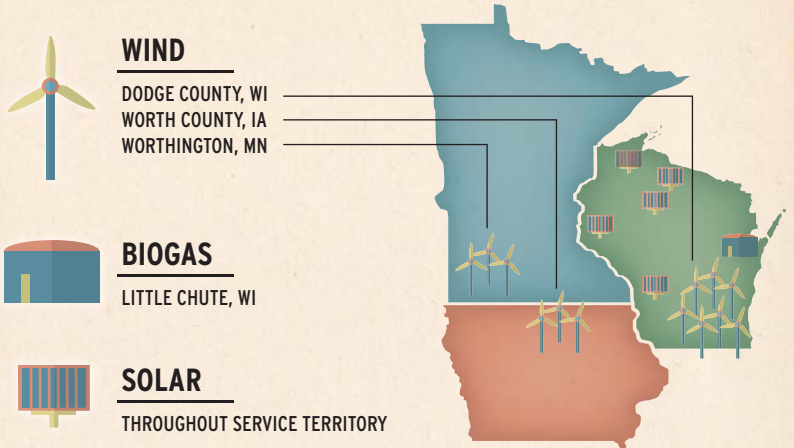 WIND
DODGE COUNTY, WI
WORTH COUNTY, IA
WORTHINGTON, MN
BIOGAS
LITTLE CHUTE, WI
SOLAR
THROUGHOUT SERVICE TERRITORY